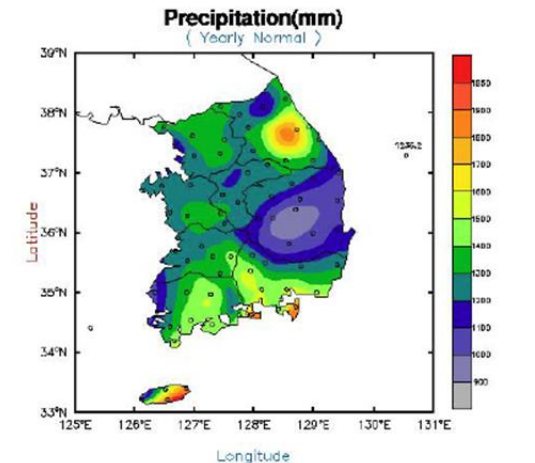 Precipitation(mm)
( Yearly Normal )
39°N
38°N
37°N
36°N
35°N
34°N
33°N
125°E 126°E 127°E 128°E 129°E 130°E 131°E
Latitude
Longitude
1900
1800
1700
1600
1500
1400
1300
1200
1100
1000
900